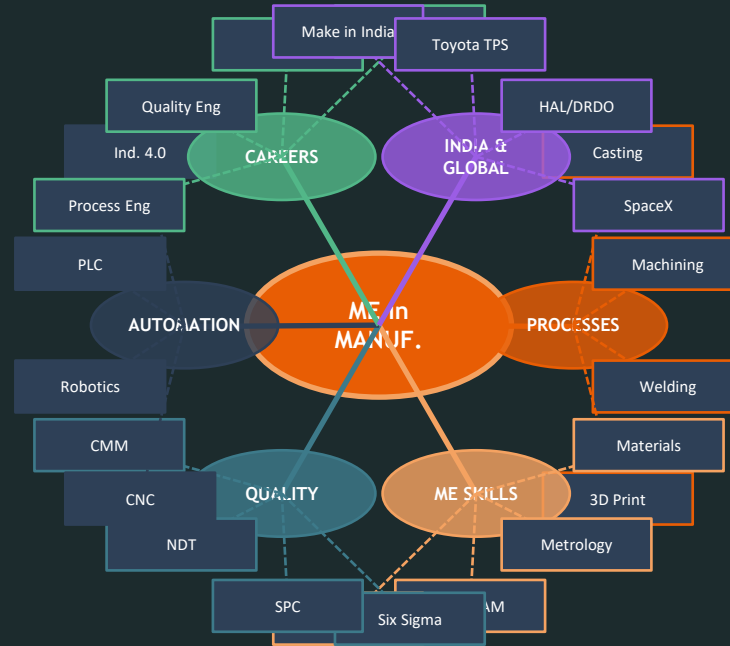 Make in India
Toyota TPS
Quality Eng
HAL/DRDO
Ind. 4.0
CAREERS
INDIA &
GLOBAL
Casting
Process Eng
SpaceX
PLC
Machining
AUTOMATION
ME in
MANUF.
PROCESSES
Robotics
Welding
CMM
Materials
CNC
QUALITY
ME SKILLS
3D Print
NDT
Metrology
SPC
Six Sigma
AM